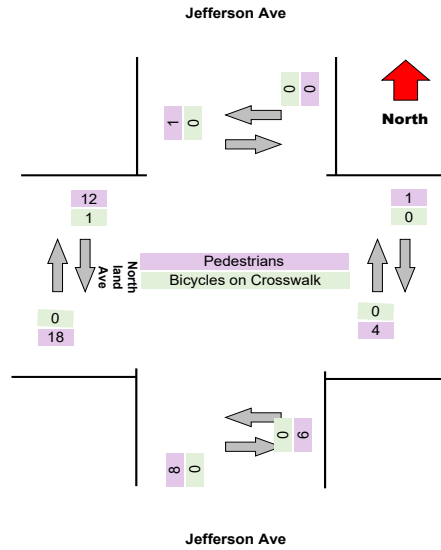 Jefferson Ave
0 0
1 0
North
12
1
1
0
North
land
Ave
Pedestrians
Bicycles on Crosswalk
0
18
0
4
0 6
8 0
Jefferson Ave